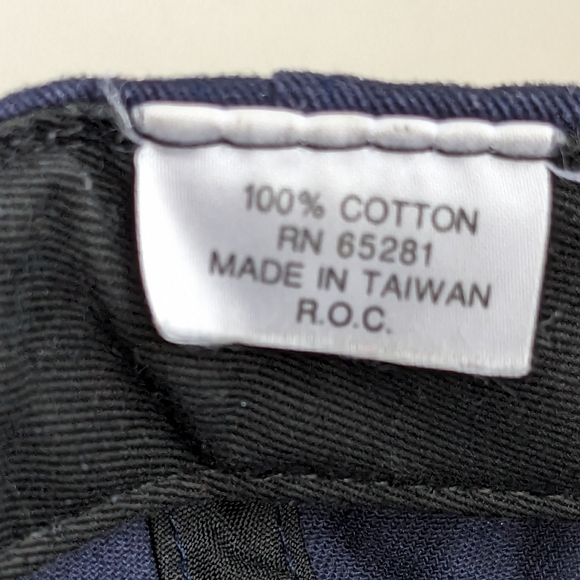 100% COTTON
RN 65281
MADE IN TAIWAN
R.O.C.